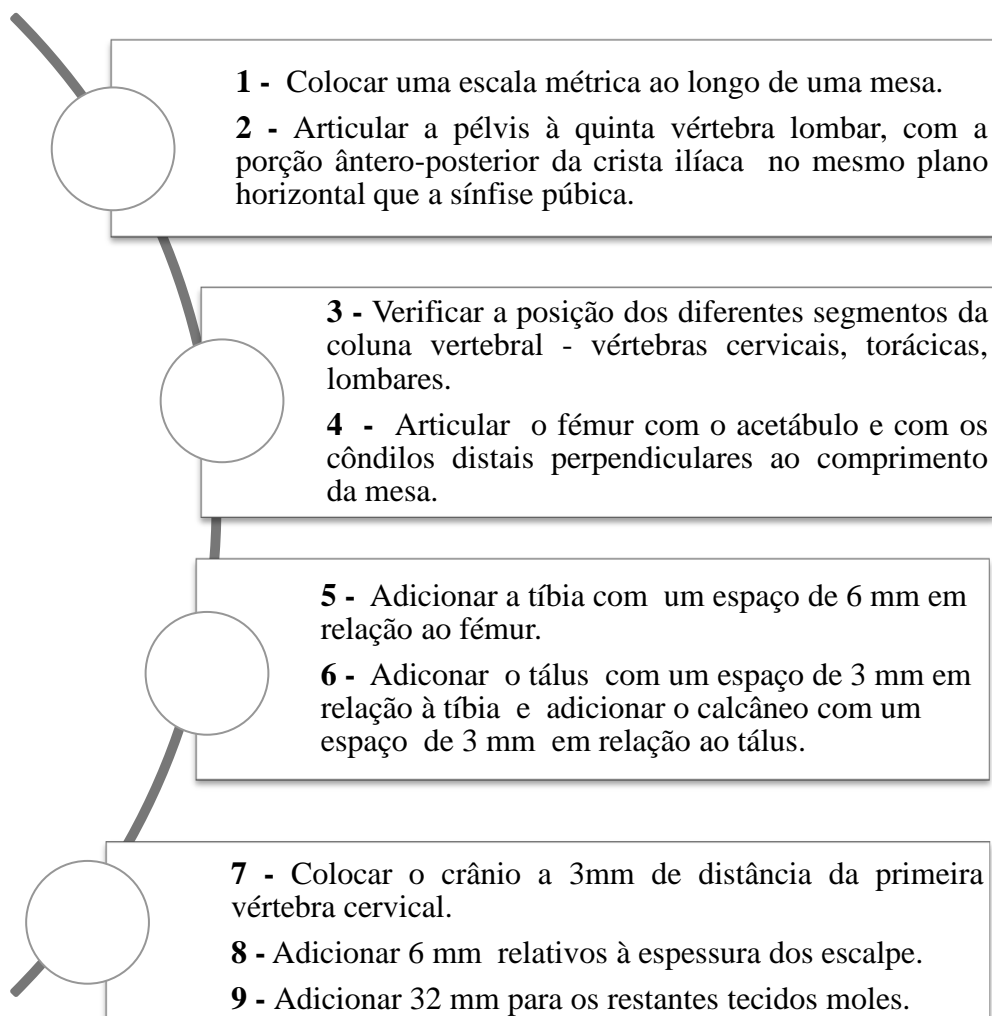 1 - Colocar uma escala métrica ao longo de uma mesa.
2 - Articular a pélvis à quinta vértebra lombar, com a
porção ântero-posterior da crista ilíaca no mesmo plano
horizontal que a sínfise púbica.
3 - Verificar a posição dos diferentes segmentos da
coluna vertebral - vértebras cervicais, torácicas,
lombares.
4 - Articular o fémur com o acetábulo e com os
côndilos distais perpendiculares ao comprimento
da mesa.
5 - Adicionar a tíbia com um espaço de 6 mm em
relação ao fémur.
6 - Adiconar o tálus com um espaço de 3 mm em
relação à tíbia e adicionar o calcâneo com um
espaço de 3 mm em relação ao tálus.
7 - Colocar o crânio a 3mm de distância da primeira
vértebra cervical.
8 - Adicionar 6 mm relativos à espessura dos escalpe.
9 - Adicionar 32 mm para os restantes tecidos moles.